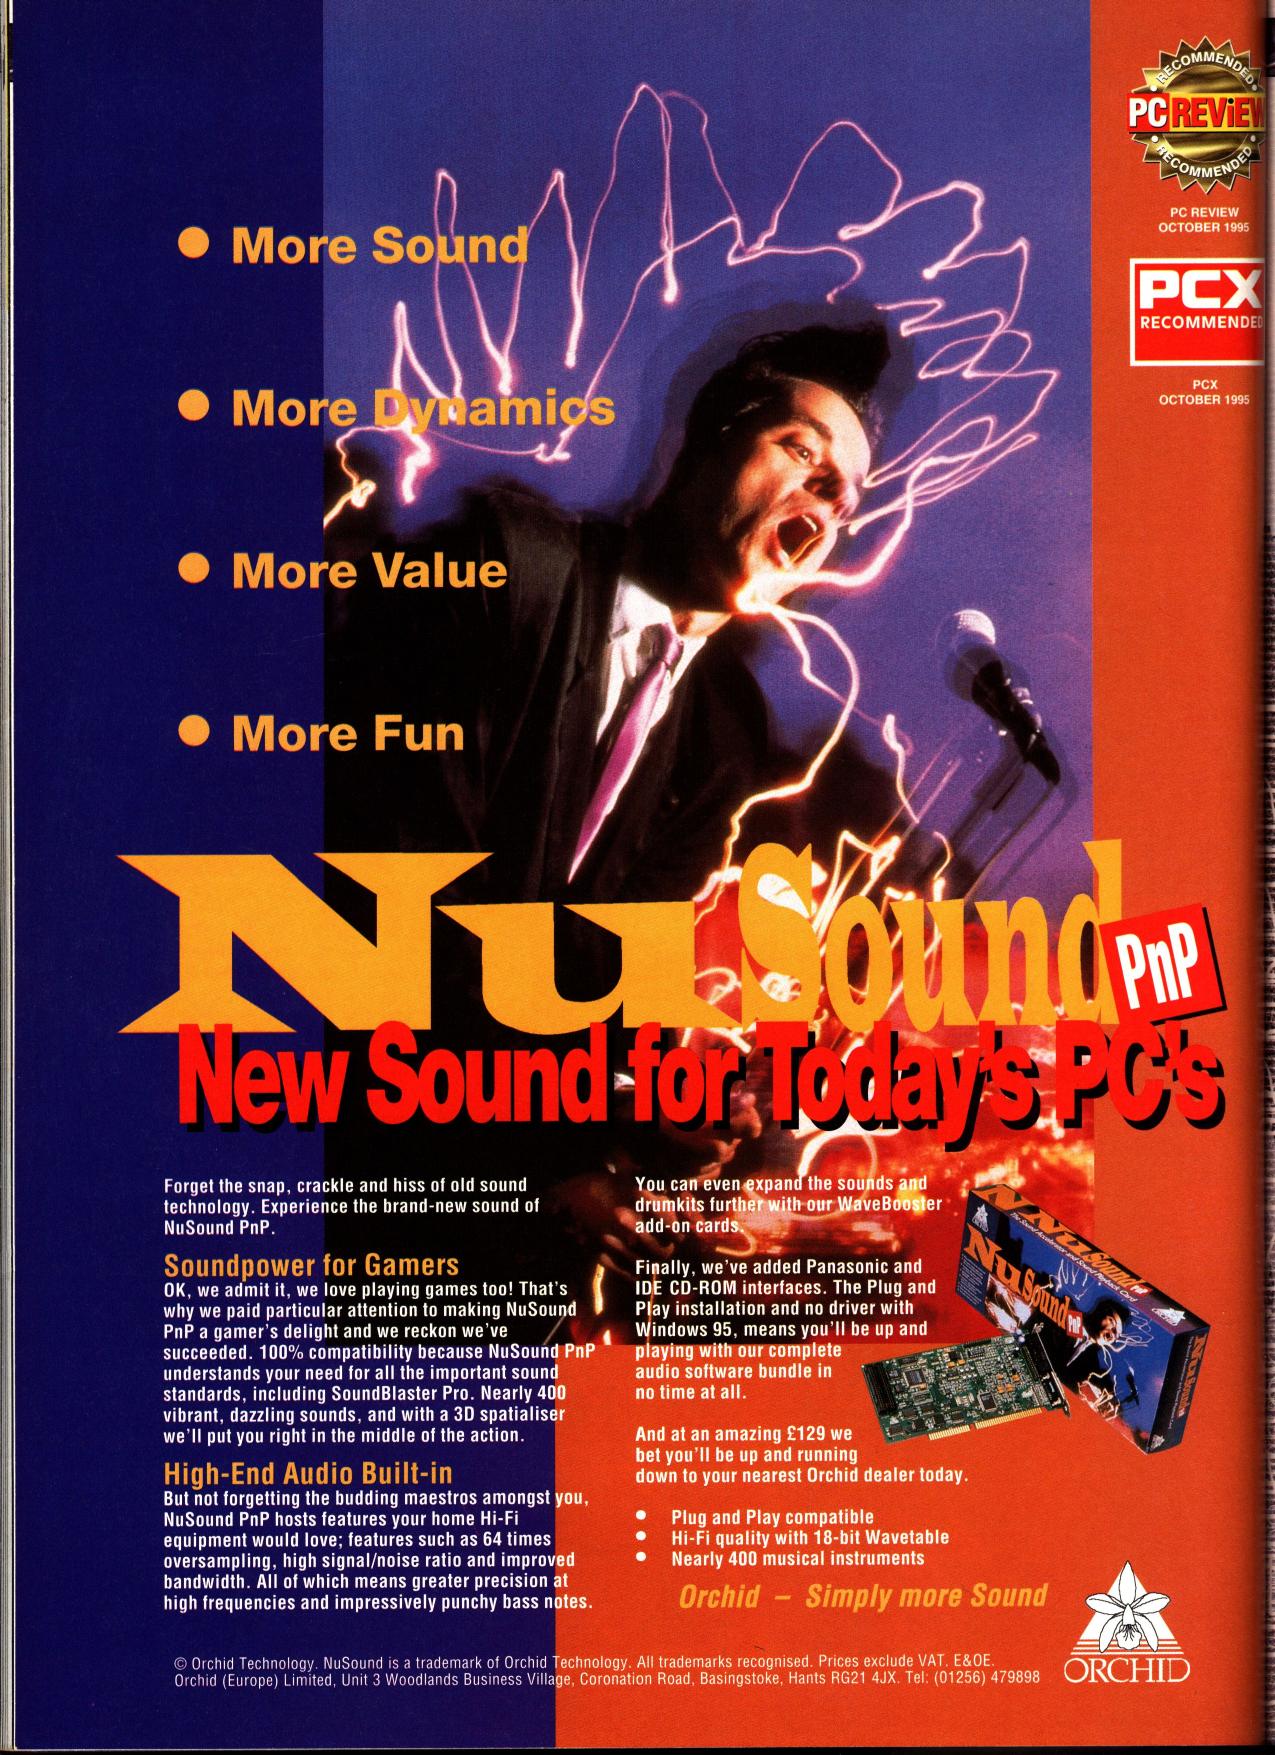 RECOMMENDED
PC REViEW
RECOMMENDED
PC REVIEW
OCTOBER 1995
PCX
RECOMMENDED
PCX
OCTOBER 1995
● More Sound
● More Dynamics
● More Value
● More Fun
NuSound PnP
New Sound for Today's PC's
Forget the snap, crackle and hiss of old sound
technology. Experience the brand-new sound of
NuSound PnP.
Soundpower for Gamers
OK, we admit it, we love playing games too! That's
why we paid particular attention to making NuSound
PnP a gamer's delight and we reckon we've
succeeded. 100% compatibility because NuSound PnP
understands your need for all the important sound
standards, including SoundBlaster Pro. Nearly 400
vibrant, dazzling sounds, and with a 3D spatialiser
we'll put you right in the middle of the action.
High-End Audio Built-in
But not forgetting the budding maestros amongst you,
NuSound PnP hosts features your home Hi-Fi
equipment would love; features such as 64 times
oversampling, high signal/noise ratio and improved
bandwidth. All of which means greater precision at
high frequencies and impressively punchy bass notes.
You can even expand the sounds and
drumkits further with our WaveBooster
add-on cards.
Finally, we've added Panasonic and
IDE CD-ROM interfaces. The Plug and
Play installation and no driver with
Windows 95, means you'll be up and
playing with our complete
audio software bundle in
no time at all.
And at an amazing £129 we
bet you'll be up and running
down to your nearest Orchid dealer today.
● Plug and Play compatible
● Hi-Fi quality with 18-bit Wavetable
● Nearly 400 musical instruments
Orchid – Simply more Sound
NuSound
NuSound PnP
NuSound
ORCHID
© Orchid Technology. NuSound is a trademark of Orchid Technology. All trademarks recognised. Prices exclude VAT. E&OE.
Orchid (Europe) Limited, Unit 3 Woodlands Business Village, Coronation Road, Basingstoke, Hants RG21 4JX. Tel: (01256) 479898